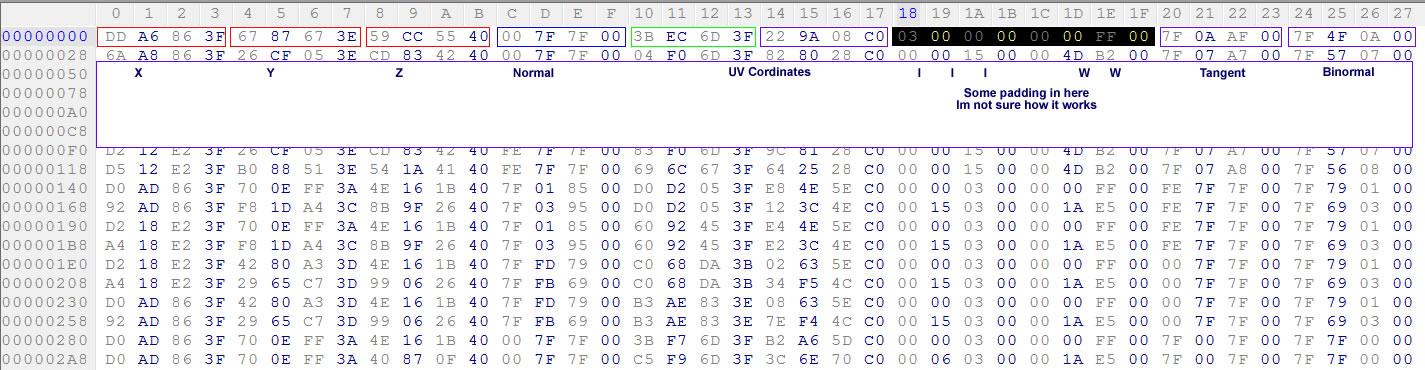 0 1 2 3 4 5 6 7 8 9 A B C D E F 10 11 12 13 14 15 16 17 18 19 1A 1B 1C 1D 1E 1F 20 21 22 23 24 25 26 27
00000000 DD A6 86 3F 67 87 67 3E 59 CC 55 40 00 7F 7F 00 3B EC 6D 3F 22 9A 08 C0 03 00 00 00 00 00 FF 00 7F 0A AF 00 7F 4F 0A 00
00000028 6A A8 86 3F 26 CF 05 3E CD 83 42 40 00 7F 7F 00 04 F0 6D 3F 82 80 28 C0 00 00 15 00 00 4D B2 00 7F 07 A7 00 7F 57 07 00
00000050 X Y Z Normal UV Cordinates I I I W W Tangent Binormal
00000078 Some padding in here
000000A0 Im not sure how it works
000000C8
000000F0 D2 12 E2 3F 26 CF 05 3E CD 83 42 40 FE 7F 7F 00 83 F0 6D 3F 9C 81 28 C0 00 00 15 00 00 4D B2 00 7F 07 A7 00 7F 57 07 00
00000118 D5 12 E2 3F B0 88 51 3E 54 1A 41 40 FE 7F 7F 00 69 6C 67 3F 64 25 28 C0 00 00 15 00 00 4D B2 00 7F 07 A8 00 7F 56 08 00
00000140 D0 AD 86 3F 70 0E FF 3A 4E 16 1B 40 7F 01 85 00 D0 D2 05 3F E8 4E 5E C0 00 00 03 00 00 00 FF 00 FE 7F 7F 00 7F 79 01 00
00000168 92 AD 86 3F F8 1D A4 3C 8B 9F 26 40 7F 03 95 00 D0 D2 05 3F 12 3C 4E C0 00 15 03 00 00 1A E5 00 FE 7F 7F 00 7F 69 03 00
00000190 D2 18 E2 3F 70 0E FF 3A 4E 16 1B 40 7F 01 85 00 60 92 45 3F E4 4E 5E C0 00 00 03 00 00 00 FF 00 FE 7F 7F 00 7F 79 01 00
000001B8 A4 18 E2 3F F8 1D A4 3C 8B 9F 26 40 7F 03 95 00 60 92 45 3F E2 3C 4E C0 00 15 03 00 00 1A E5 00 FE 7F 7F 00 7F 69 03 00
000001E0 D2 18 E2 3F 42 80 A3 3D 4E 16 1B 40 7F FD 79 00 C0 68 DA 3B 02 63 5E C0 00 00 03 00 00 00 FF 00 00 7F 7F 00 7F 79 01 00
00000208 A4 18 E2 3F 29 65 C7 3D 99 06 26 40 7F FB 69 00 C0 68 DA 3B 34 F5 4C C0 00 15 03 00 00 1A E5 00 00 7F 7F 00 7F 69 03 00
00000230 D0 AD 86 3F 42 80 A3 3D 4E 16 1B 40 7F FD 79 00 B3 AE 83 3E 08 63 5E C0 00 00 03 00 00 00 FF 00 00 7F 7F 00 7F 79 01 00
00000258 92 AD 86 3F 29 65 C7 3D 99 06 26 40 7F FB 69 00 B3 AE 83 3E 7E F4 4C C0 00 15 03 00 00 1A E5 00 00 7F 7F 00 7F 69 03 00
00000280 D0 AD 86 3F 70 0E FF 3A 4E 16 1B 40 00 7F 7F 00 3B F7 6D 3F B2 A6 5D C0 00 00 03 00 00 00 FF 00 7F 00 7F 00 7F 7F 00 00
000002A8 D0 AD 86 3F 70 0E FF 3A 40 87 0F 40 00 7F 7F 00 C5 F9 6D 3F 3C 6E 70 C0 00 06 03 00 00 1A E5 00 7F 00 7F 00 7F 7F 00 00